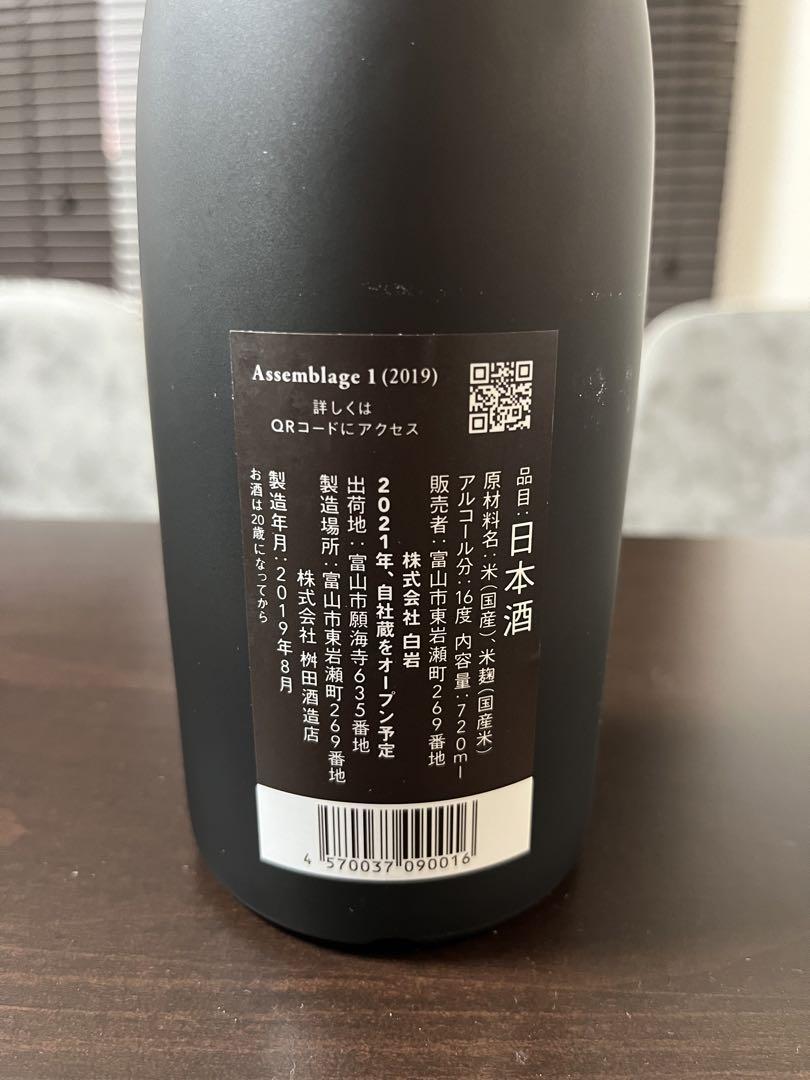 Assemblage 1 (2019)
詳しくは
QRコードにアクセス
品目：日本酒
原材料名：米（国産）、米麹（国産米）
アルコール分：16度 内容量：720ml
販売者：富山市東岩瀬町269番地
株式会社 白岩
2021年、自社蔵をオープン予定
出荷地：富山市願海寺635番地
製造場所：富山市東岩瀬町269番地
株式会社 桝田酒造店
製造年月：2019年8月
お酒は20歳になってから
4 570037 090016